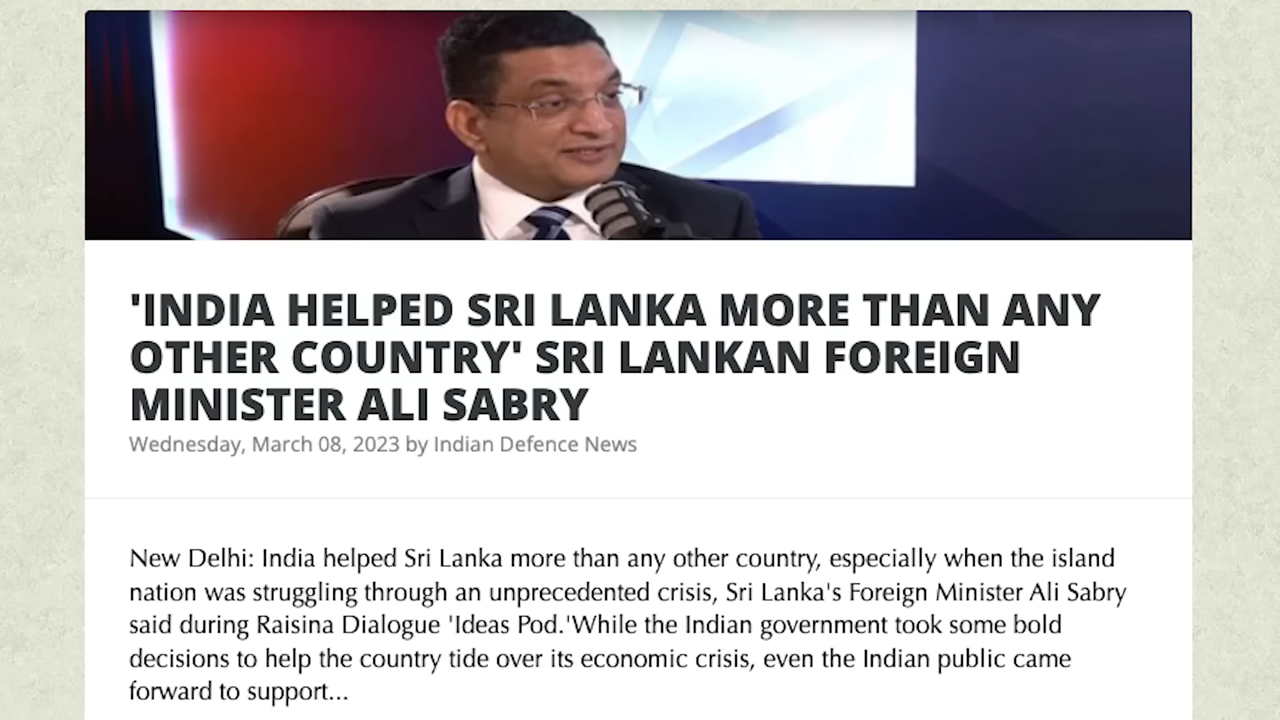 'INDIA HELPED SRI LANKA MORE THAN ANY
OTHER COUNTRY' SRI LANKAN FOREIGN
MINISTER ALI SABRY
Wednesday, March 08, 2023 by Indian Defence News
New Delhi: India helped Sri Lanka more than any other country, especially when the island
nation was struggling through an unprecedented crisis, Sri Lanka's Foreign Minister Ali Sabry
said during Raisina Dialogue 'Ideas Pod.'While the Indian government took some bold
decisions to help the country tide over its economic crisis, even the Indian public came
forward to support...